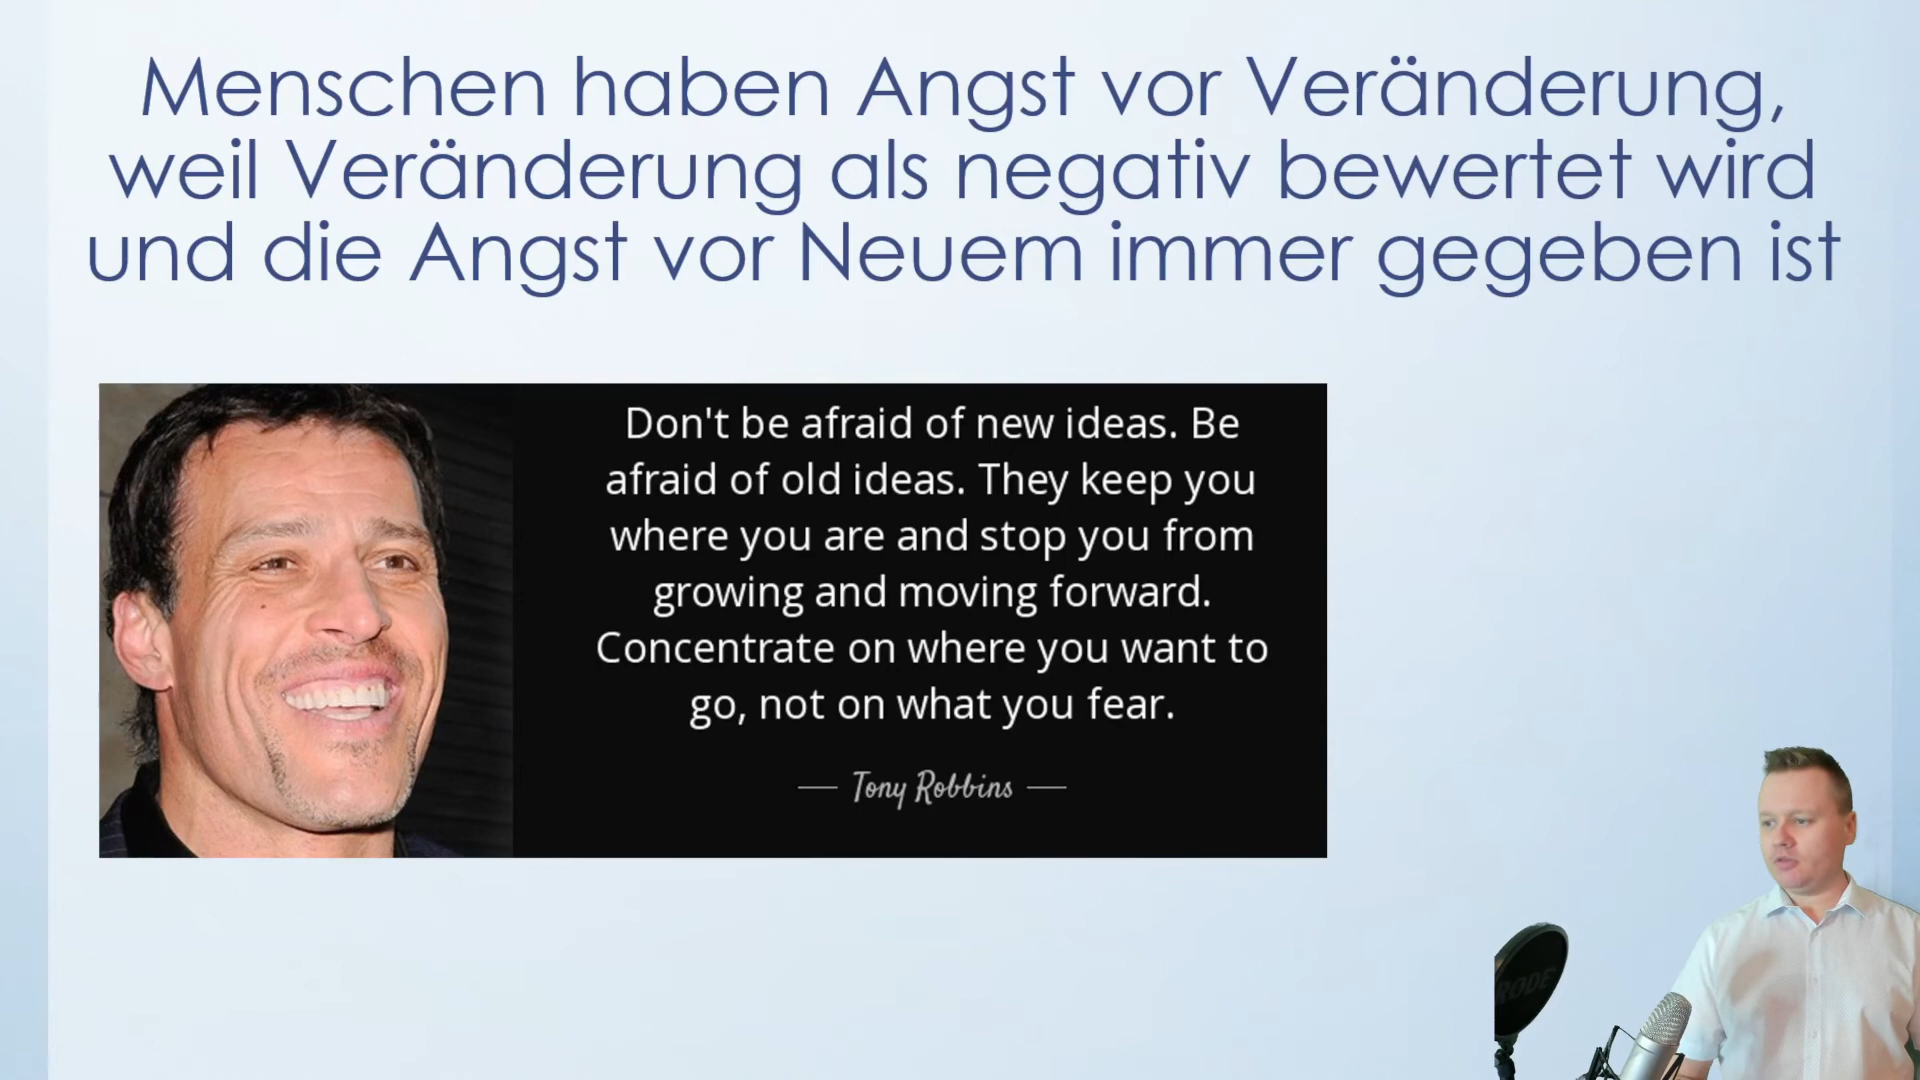 Menschen haben Angst vor Veränderung,
weil Veränderung als negativ bewertet wird
und die Angst vor Neuem immer gegeben ist
Don't be afraid of new ideas. Be
afraid of old ideas. They keep you
where you are and stop you from
growing and moving forward.
Concentrate on where you want to
go, not on what you fear.
Tony Robbins
RODE